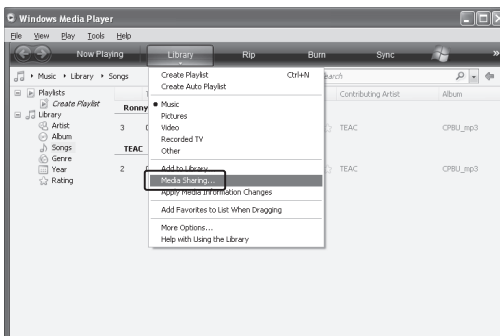 Windows Media Player
File View Play Tools Help
Now Playing Library Rip Burn Sync
Music Library Songs
Playlists
Create Playlist
Library
Artist
Album
Songs
Genre
Year
Rating
Ronny
3
TEAC
2
Create Playlist Ctrl+N
Create Auto Playlist
Music
Pictures
Video
Recorded TV
Other
Add to Library
Media Sharing...
Apply Media Information Changes
Add Favorites to List When Dragging
More Options...
Help with Using the Library
Contributing Artist Album
TEAC CPBU_mp3
TEAC CPBU_mp3